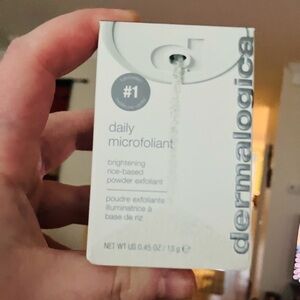 #1
daily
microfoliant
brightening
rice-based
powder exfoliant
poudre exfoliante
illuminatrice à
base de riz
NET WT US 0.45 OZ / 13 g e
dermalogica